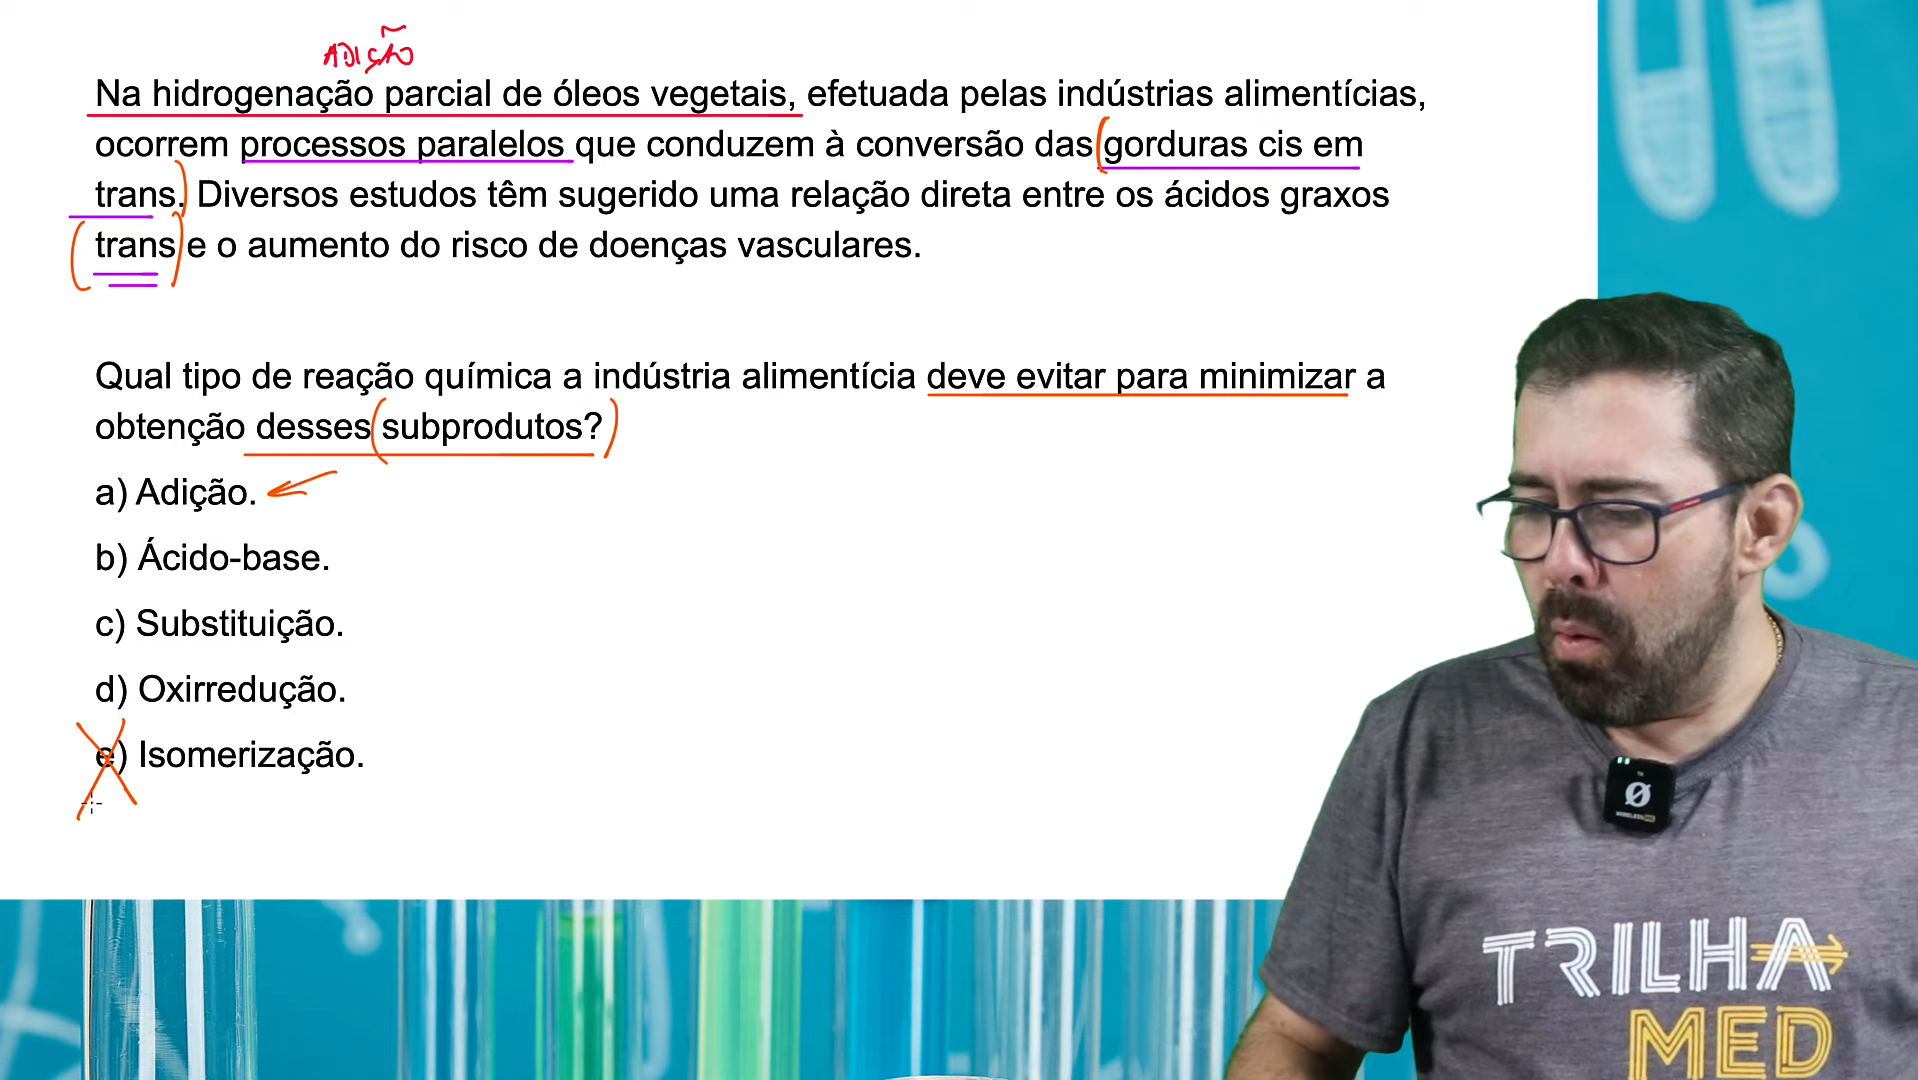 ADIÇÃO
Na hidrogenação parcial de óleos vegetais, efetuada pelas indústrias alimentícias,
ocorrem processos paralelos que conduzem à conversão das gorduras cis em
trans. Diversos estudos têm sugerido uma relação direta entre os ácidos graxos
trans e o aumento do risco de doenças vasculares.
Qual tipo de reação química a indústria alimentícia deve evitar para minimizar a
obtenção desses subprodutos?
a) Adição.
b) Ácido-base.
c) Substituição.
d) Oxirredução.
e) Isomerização.
TRILHA
MED